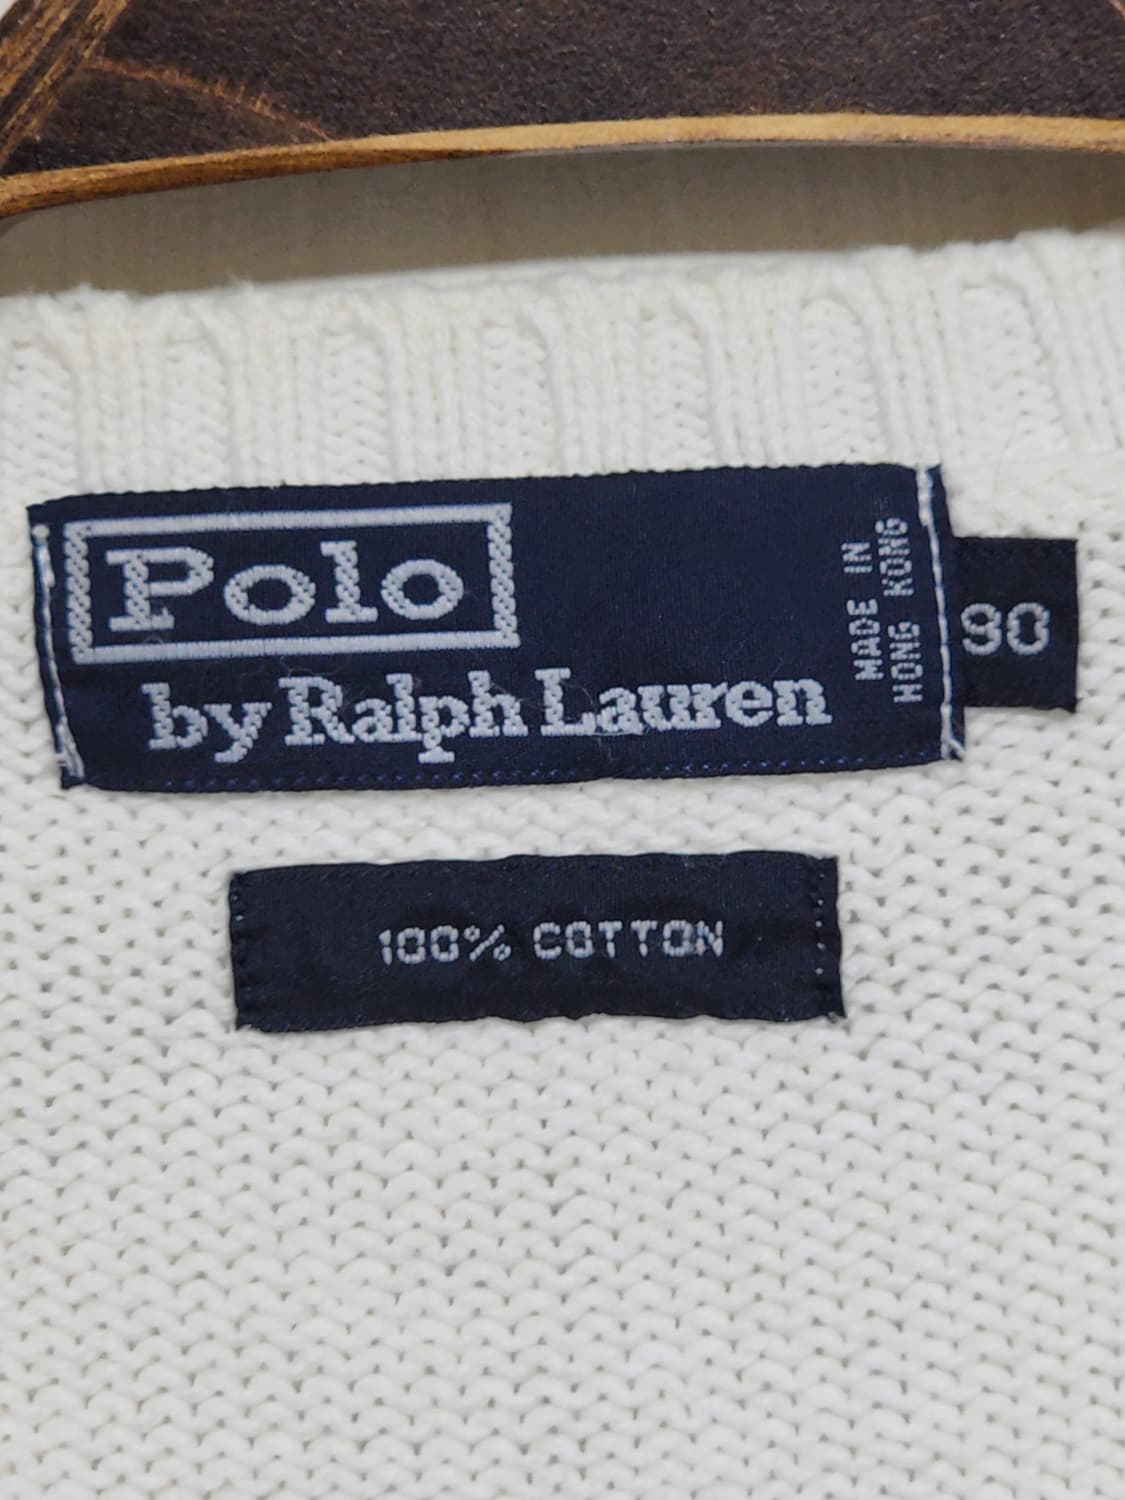 Polo
by Ralph Lauren
MADE IN
HONG KONG
90
100% COTTON